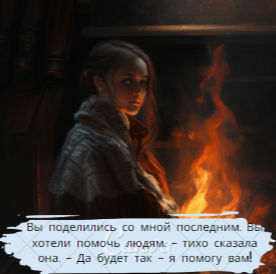 Вы поделились со мной последним. Вы
хотели помочь людям, – тихо сказала
она. – Да будет так – я помогу вам!